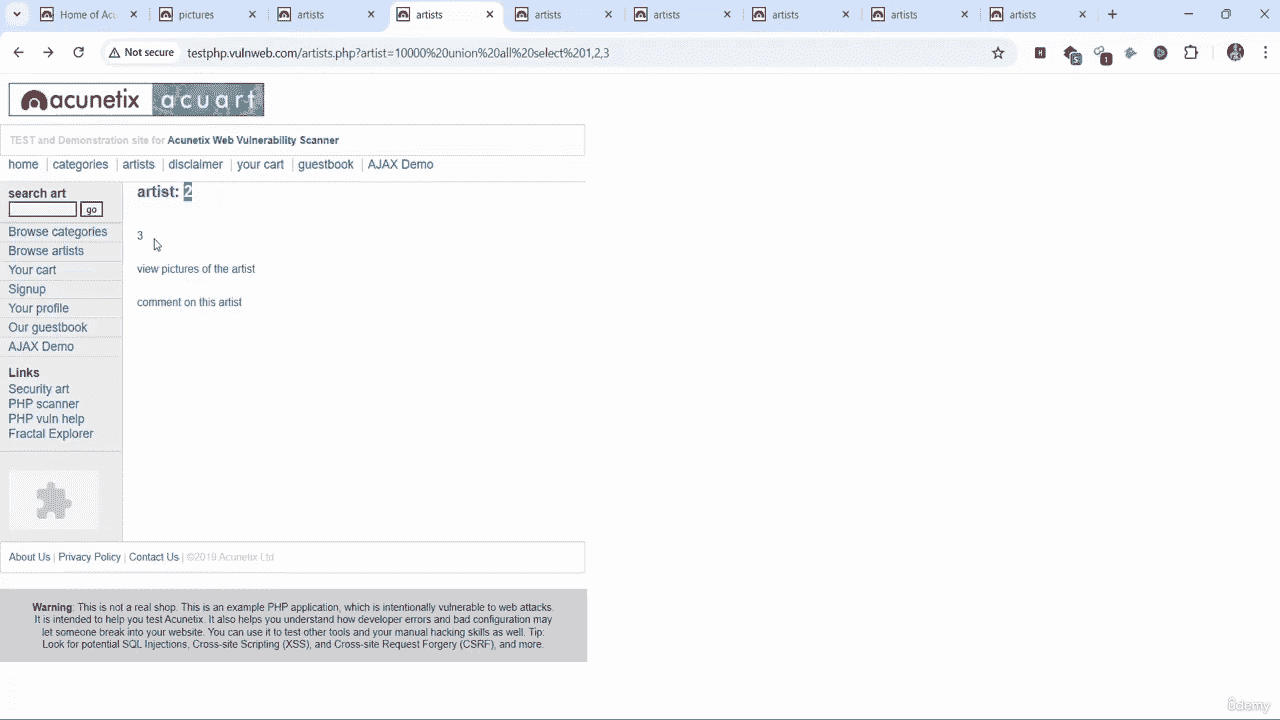 Home of Acu
pictures
artists
artists
artists
artists
artists
artists
artists
Not secure
testphp.vulnweb.com/artists.php?artist=10000%20union%20all%20select%201,2,3
acunetix acuart
TEST and Demonstration site for Acunetix Web Vulnerability Scanner
home | categories | artists | disclaimer | your cart | guestbook | AJAX Demo
search art
go
Browse categories
Browse artists
Your cart
Signup
Your profile
Our guestbook
AJAX Demo
Links
Security art
PHP scanner
PHP vuln help
Fractal Explorer
artist: 2
3
view pictures of the artist
comment on this artist
About Us | Privacy Policy | Contact Us | ©2019 Acunetix Ltd
Warning: This is not a real shop. This is an example PHP application, which is intentionally vulnerable to web attacks.
It is intended to help you test Acunetix. It also helps you understand how developer errors and bad configuration may
let someone break into your website. You can use it to test other tools and your manual hacking skills as well. Tip:
Look for potential SQL Injections, Cross-site Scripting (XSS), and Cross-site Request Forgery (CSRF), and more.
ûdemy